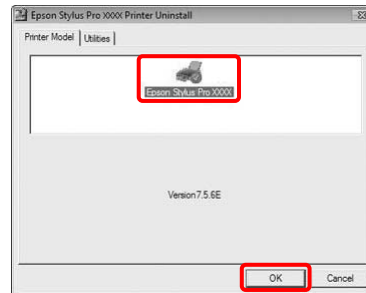 Epson Stylus Pro XXXX Printer Uninstall
Printer Model
Utilities
Epson Stylus Pro XXXX
Version7.5.6E
OK
Cancel